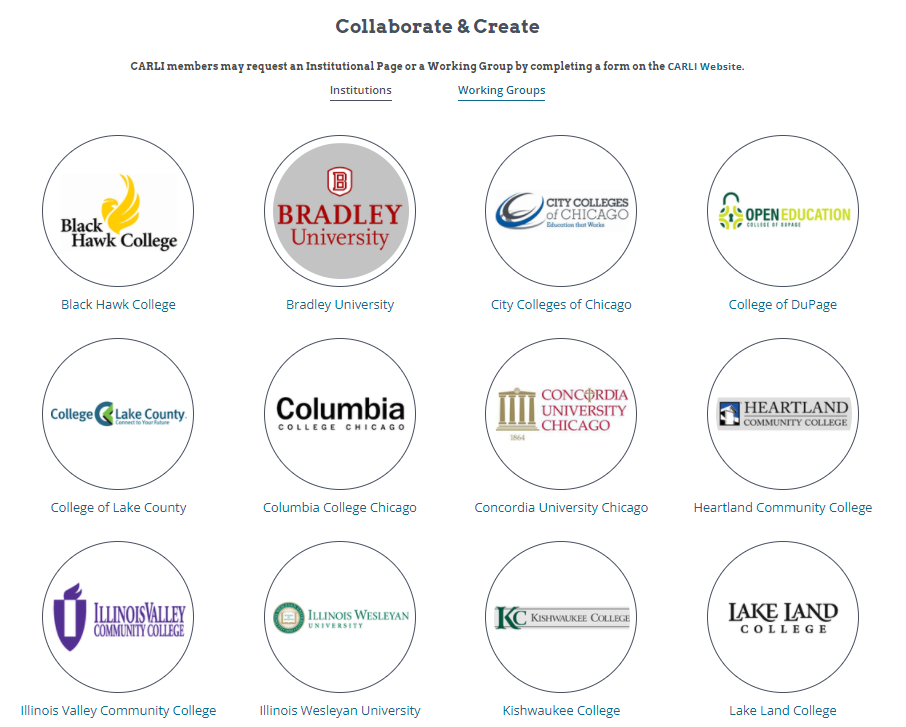 Collaborate & Create
CARLI members may request an Institutional Page or a Working Group by completing a form on the CARLI Website.
Institutions
Working Groups
Black
Hawk College
B
BRADLEY
University
CITY COLLEGES
of CHICAGO
Education that Works
OPEN EDUCATION
COLLEGE OF DUPAGE
Black Hawk College
Bradley University
City Colleges of Chicago
College of DuPage
College Lake County
Connect to Your Future
Columbia
COLLEGE CHICAGO
CONCORDIA
UNIVERSITY
CHICAGO
1864
HEARTLAND
COMMUNITY COLLEGE
College of Lake County
Columbia College Chicago
Concordia University Chicago
Heartland Community College
ILLINOIS VALLEY
COMMUNITY COLLEGE
ILLINOIS WESLEYAN
UNIVERSITY
KC KISHWAUKEE COLLEGE
LAKE LAND
COLLEGE
Illinois Valley Community College
Illinois Wesleyan University
Kishwaukee College
Lake Land College